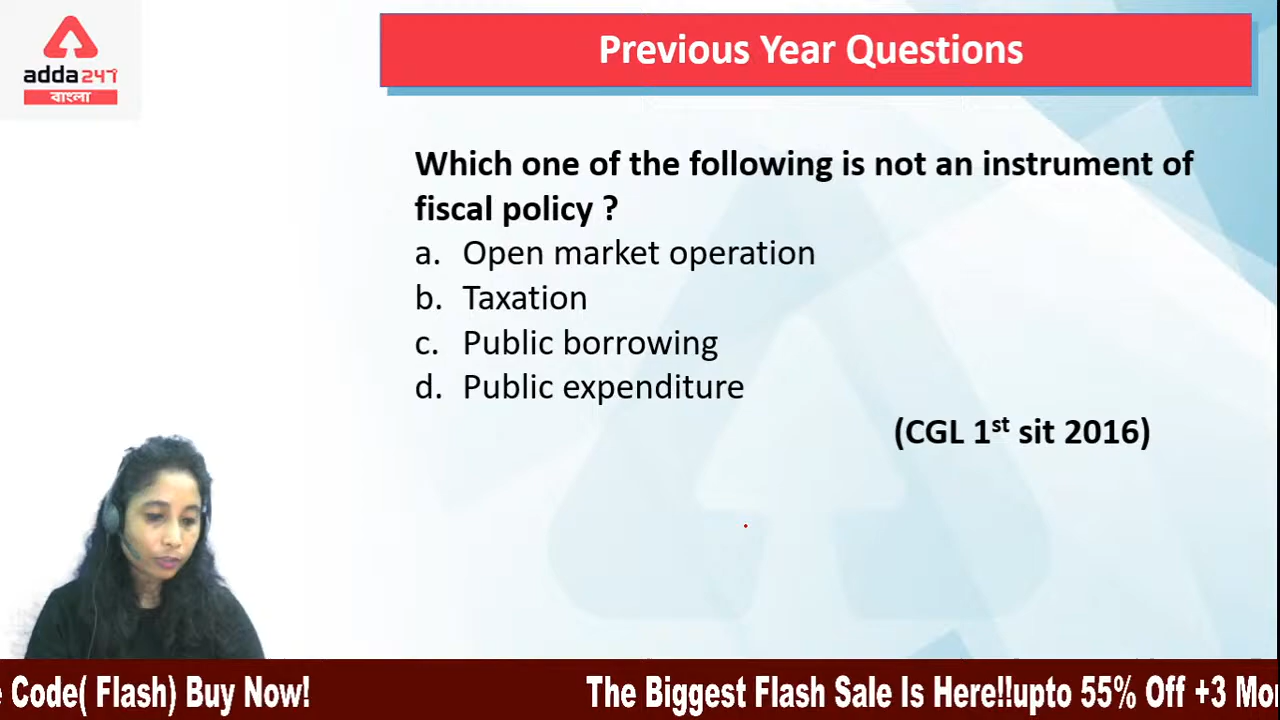 adda247
বাংলা
Previous Year Questions
Which one of the following is not an instrument of
fiscal policy ?
a. Open market operation
b. Taxation
c. Public borrowing
d. Public expenditure
(CGL 1st sit 2016)
Code( Flash) Buy Now!
The Biggest Flash Sale Is Here!!upto 55% Off +3